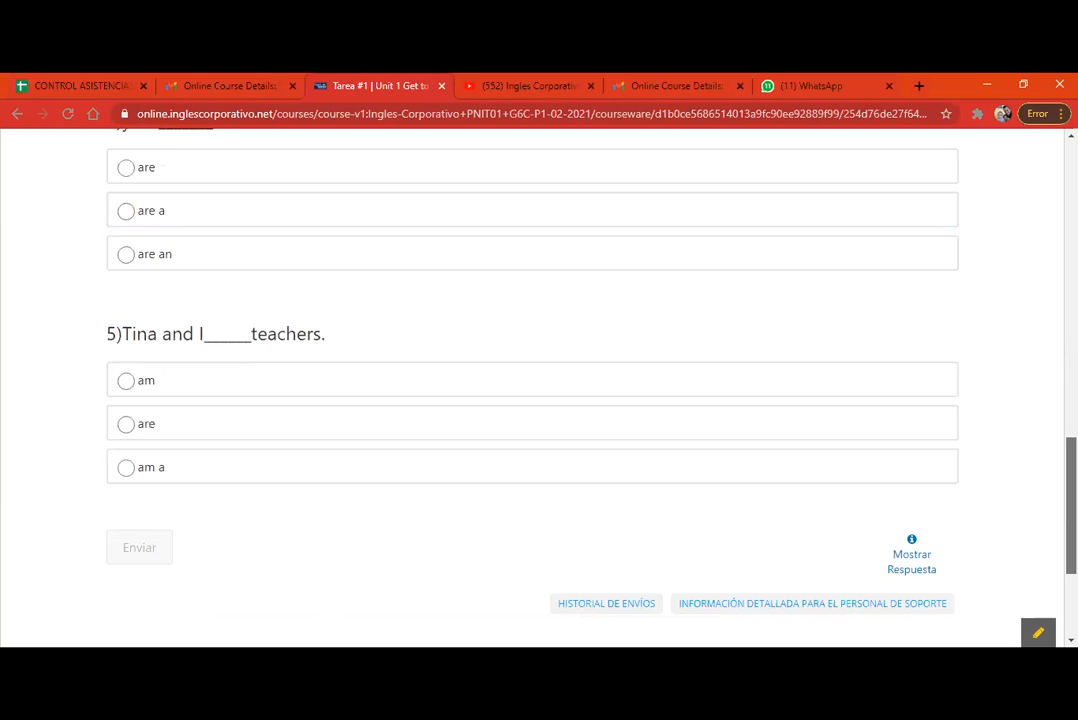 CONTROL ASISTENCIAS
Online Course Details:
Tarea #1 | Unit 1 Get to
(552) Ingles Corporativo
Online Course Details:
(11) WhatsApp
online.inglescorporativo.net/courses/course-v1:Ingles-Corporativo+PNIT01+G6C-P1-02-2021/courseware/d1b0ce5686514013a9fc90ee92889f99/254d76de27f64...
Error
are
are a
are an
5)Tina and I_____teachers.
am
are
am a
Enviar
Mostrar
Respuesta
HISTORIAL DE ENVÍOS
INFORMACIÓN DETALLADA PARA EL PERSONAL DE SOPORTE